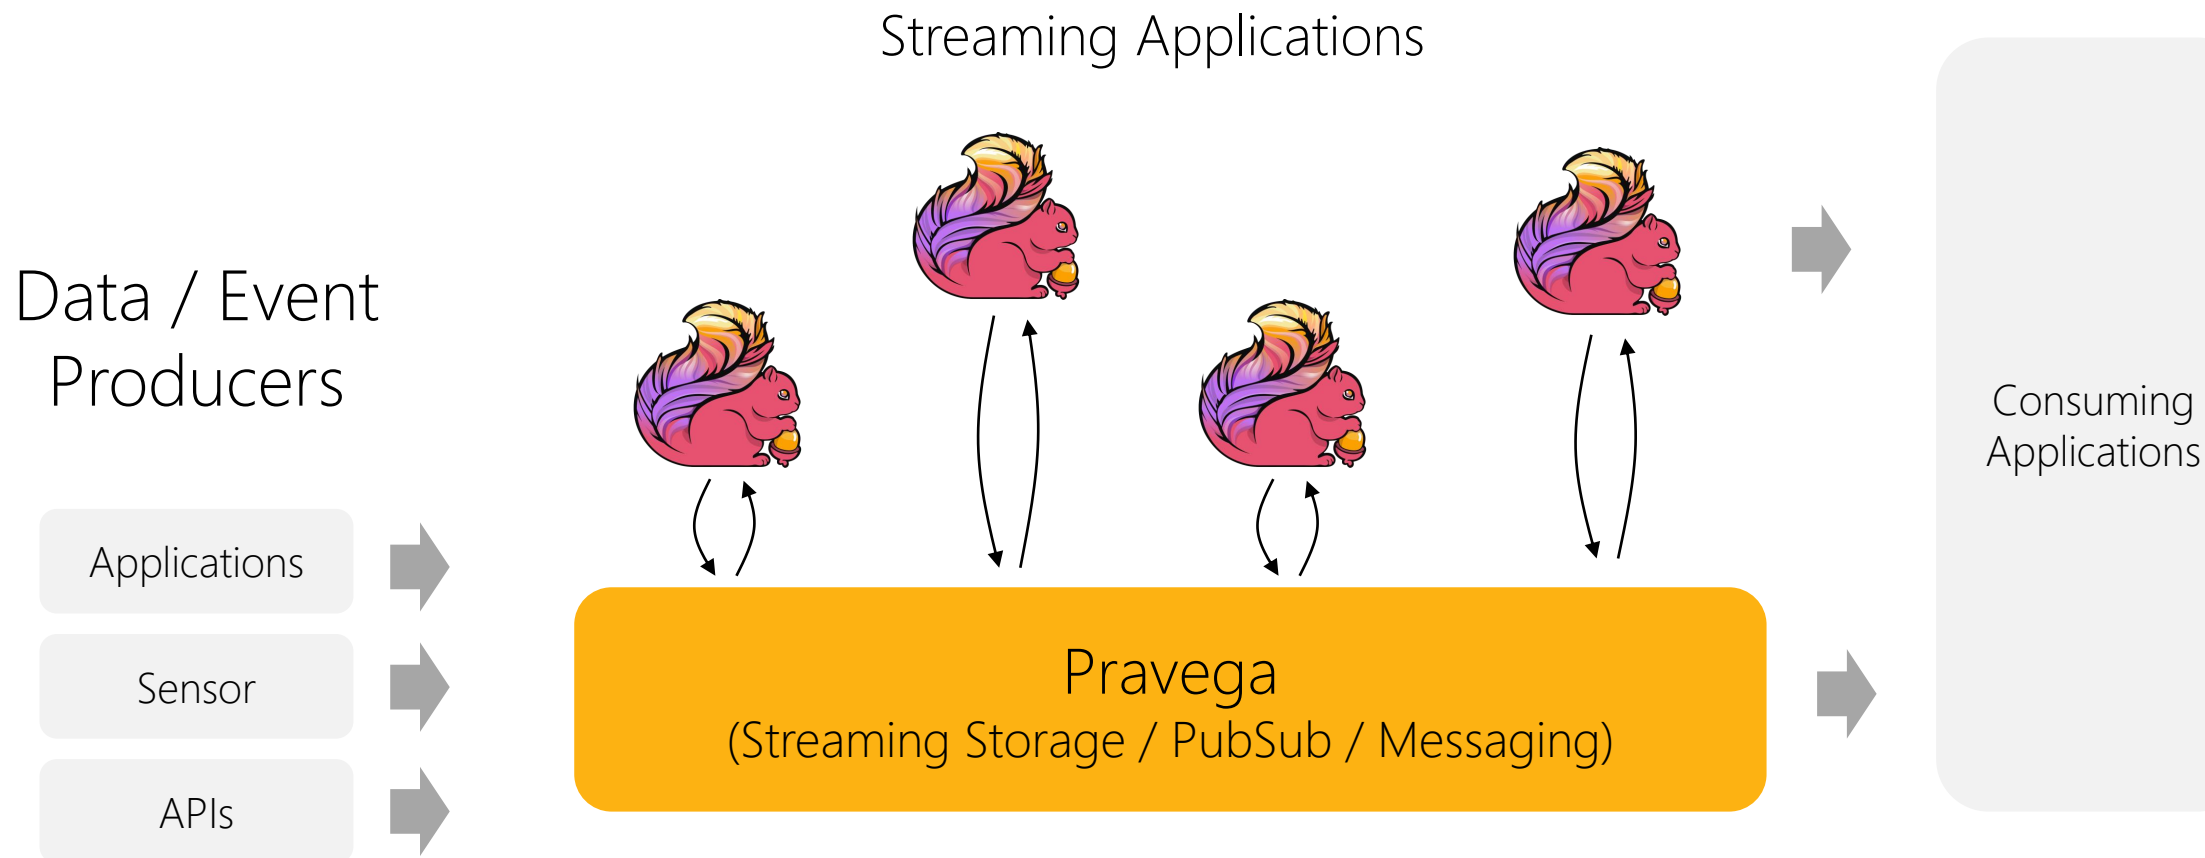 Streaming Applications
Data / Event
Producers
Applications
Sensor
APIs
Pravega
(Streaming Storage / PubSub / Messaging)
Consuming
Applications